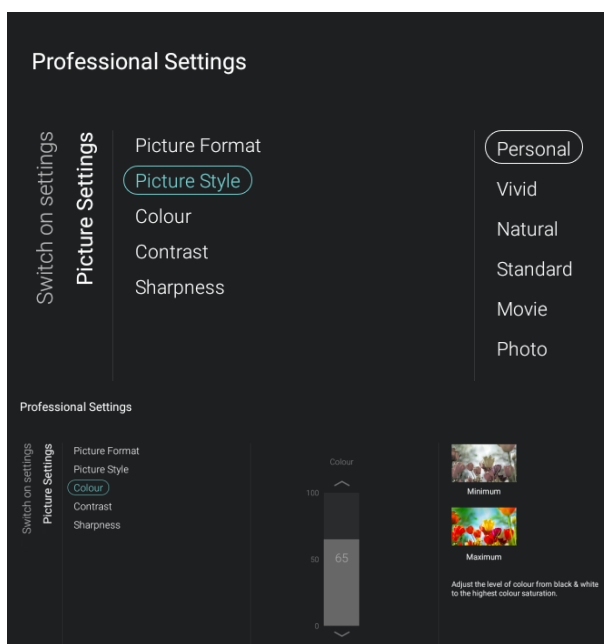 Professional Settings
Switch on settings
Picture Settings
Picture Format
Picture Style
Colour
Contrast
Sharpness
Personal
Vivid
Natural
Standard
Movie
Photo
Professional Settings
Switch on settings
Picture Settings
Picture Format
Picture Style
Colour
Contrast
Sharpness
Colour
100
50
65
0
Minimum
Maximum
Adjust the level of colour from black & white
to the highest colour saturation.